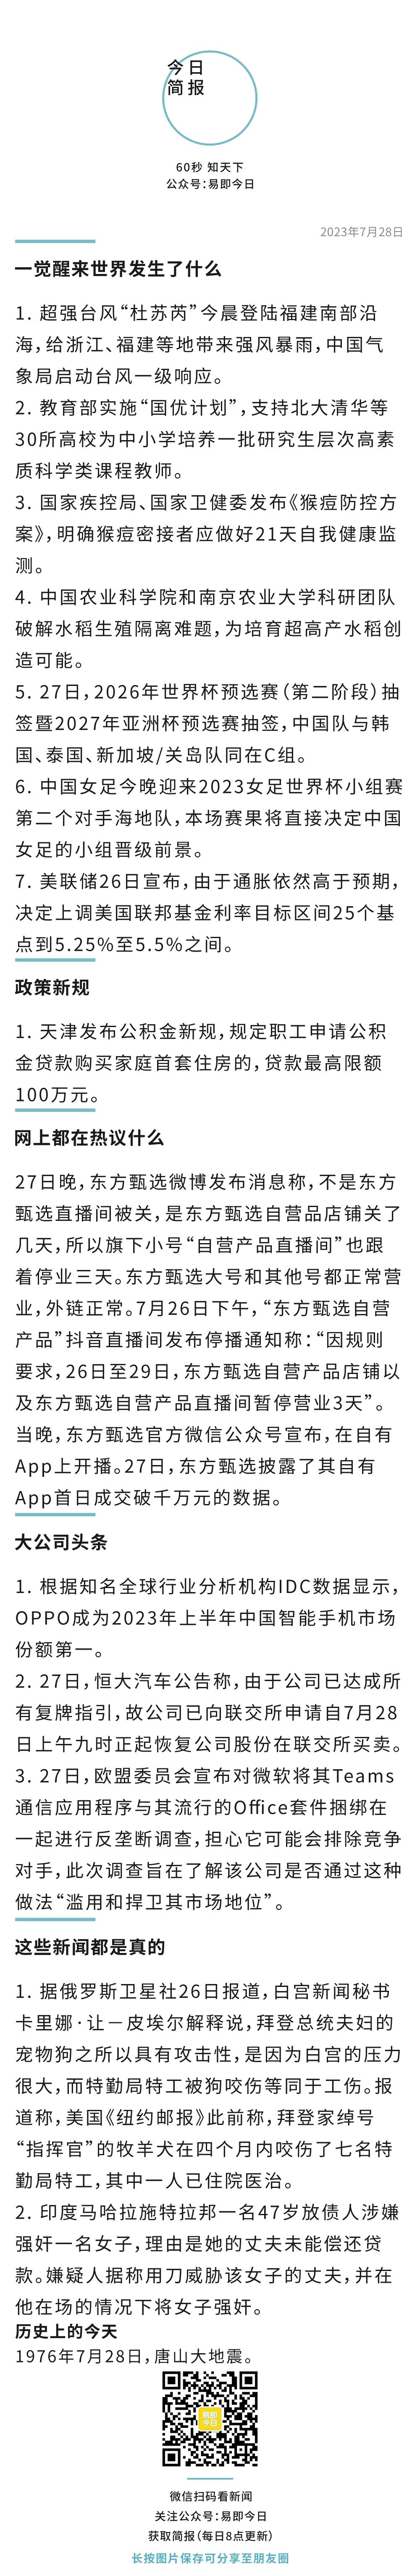 今日
简报
60秒 知天下
公众号:易即今日
2023年7月28日
一觉醒来世界发生了什么
1. 超强台风“杜苏芮”今晨登陆福建南部沿
海,给浙江、福建等地带来强风暴雨,中国气
象局启动台风一级响应。
2. 教育部实施“国优计划”,支持北大清华等
30所高校为中小学培养一批研究生层次高素
质科学类课程教师。
3. 国家疾控局、国家卫健委发布《猴痘防控方
案》,明确猴痘密接者应做好21天自我健康监
测。
4. 中国农业科学院和南京农业大学科研团队
破解水稻生殖隔离难题,为培育超高产水稻创
造可能。
5. 27日,2026年世界杯预选赛(第二阶段)抽
签暨2027年亚洲杯预选赛抽签,中国队与韩
国、泰国、新加坡/关岛队同在C组。
6. 中国女足今晚迎来2023女足世界杯小组赛
第二个对手海地队,本场赛果将直接决定中国
女足的小组晋级前景。
7. 美联储26日宣布,由于通胀依然高于预期,
决定上调美国联邦基金利率目标区间25个基
点到5.25%至5.5%之间。
政策新规
1. 天津发布公积金新规,规定职工申请公积
金贷款购买家庭首套住房的,贷款最高限额
100万元。
网上都在热议什么
27日晚,东方甄选微博发布消息称,不是东方
甄选直播间被关,是东方甄选自营品店铺关了
几天,所以旗下小号“自营产品直播间”也跟
着停业三天。东方甄选大号和其他号都正常营
业,外链正常。7月26日下午,“东方甄选自营
产品”抖音直播间发布停播通知称:“因规则
要求,26日至29日,东方甄选自营产品店铺以
及东方甄选自营产品直播间暂停营业3天”。
当晚,东方甄选官方微信公众号宣布,在自有
App上开播。27日,东方甄选披露了其自有
App首日成交破千万元的数据。
大公司头条
1. 根据知名全球行业分析机构IDC数据显示,
OPPO成为2023年上半年中国智能手机市场
份额第一。
2. 27日,恒大汽车公告称,由于公司已达成所
有复牌指引,故公司已向联交所申请自7月28
日上午九时正起恢复公司股份在联交所买卖。
3. 27日,欧盟委员会宣布对微软将其Teams
通信应用程序与其流行的Office套件捆绑在
一起进行反垄断调查,担心它可能会排除竞争
对手,此次调查旨在了解该公司是否通过这种
做法“滥用和捍卫其市场地位”。
这些新闻都是真的
1. 据俄罗斯卫星社26日报道,白宫新闻秘书
卡里娜·让－皮埃尔解释说,拜登总统夫妇的
宠物狗之所以具有攻击性,是因为白宫的压力
很大,而特勤局特工被狗咬伤等同于工伤。报
道称,美国《纽约邮报》此前称,拜登家绰号
“指挥官”的牧羊犬在四个月内咬伤了七名特
勤局特工,其中一人已住院医治。
2. 印度马哈拉施特拉邦一名47岁放债人涉嫌
强奸一名女子,理由是她的丈夫未能偿还贷
款。嫌疑人据称用刀威胁该女子的丈夫,并在
他在场的情况下将女子强奸。
历史上的今天
1976年7月28日,唐山大地震。
易即
今日
微信扫码看新闻
关注公众号:易即今日
获取简报(每日8点更新)
长按图片保存可分享至朋友圈